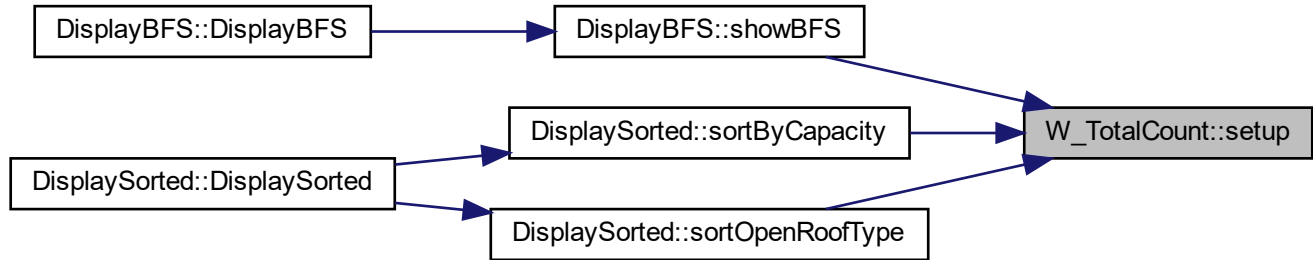 DisplayBFS::DisplayBFS
DisplayBFS::showBFS
DisplaySorted::sortByCapacity
W_TotalCount::setup
DisplaySorted::DisplaySorted
DisplaySorted::sortOpenRoofType